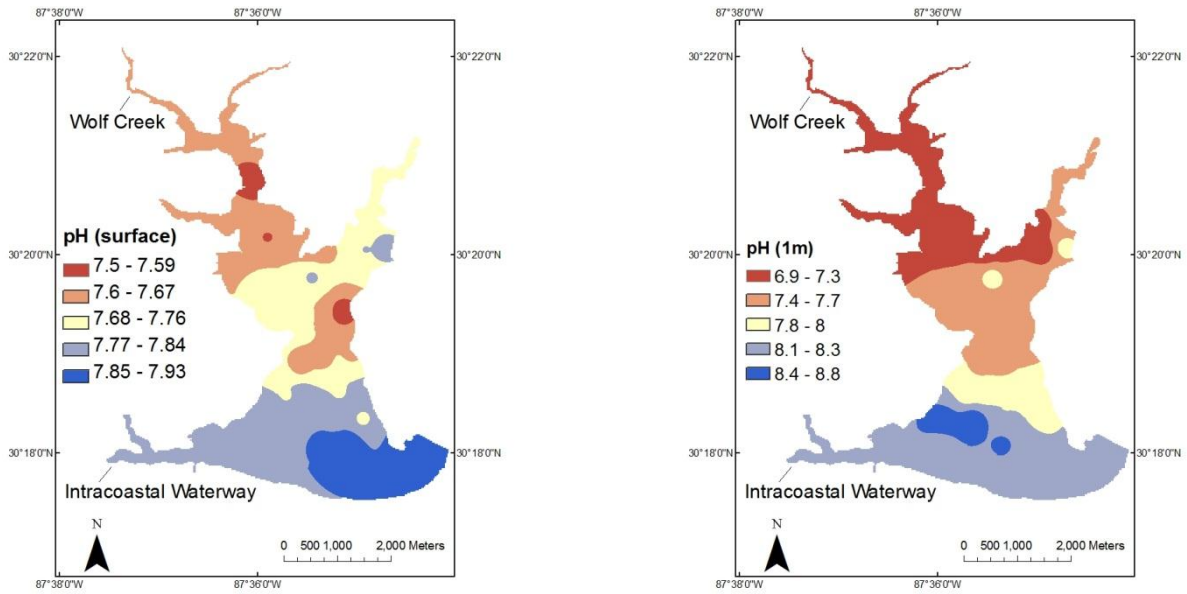 87°38'0"W
87°36'0"W
30°22'0"N
30°22'0"N
Wolf Creek
pH (surface)
7.5 - 7.59
7.6 - 7.67
7.68 - 7.76
7.77 - 7.84
7.85 - 7.93
30°20'0"N
30°20'0"N
30°18'0"N
30°18'0"N
Intracoastal Waterway
N
0 500 1,000 2,000 Meters
87°38'0"W
87°36'0"W
87°38'0"W
87°36'0"W
30°22'0"N
30°22'0"N
Wolf Creek
pH (1m)
6.9 - 7.3
7.4 - 7.7
7.8 - 8
8.1 - 8.3
8.4 - 8.8
30°20'0"N
30°20'0"N
30°18'0"N
30°18'0"N
Intracoastal Waterway
N
0 500 1,000 2,000 Meters
87°38'0"W
87°36'0"W